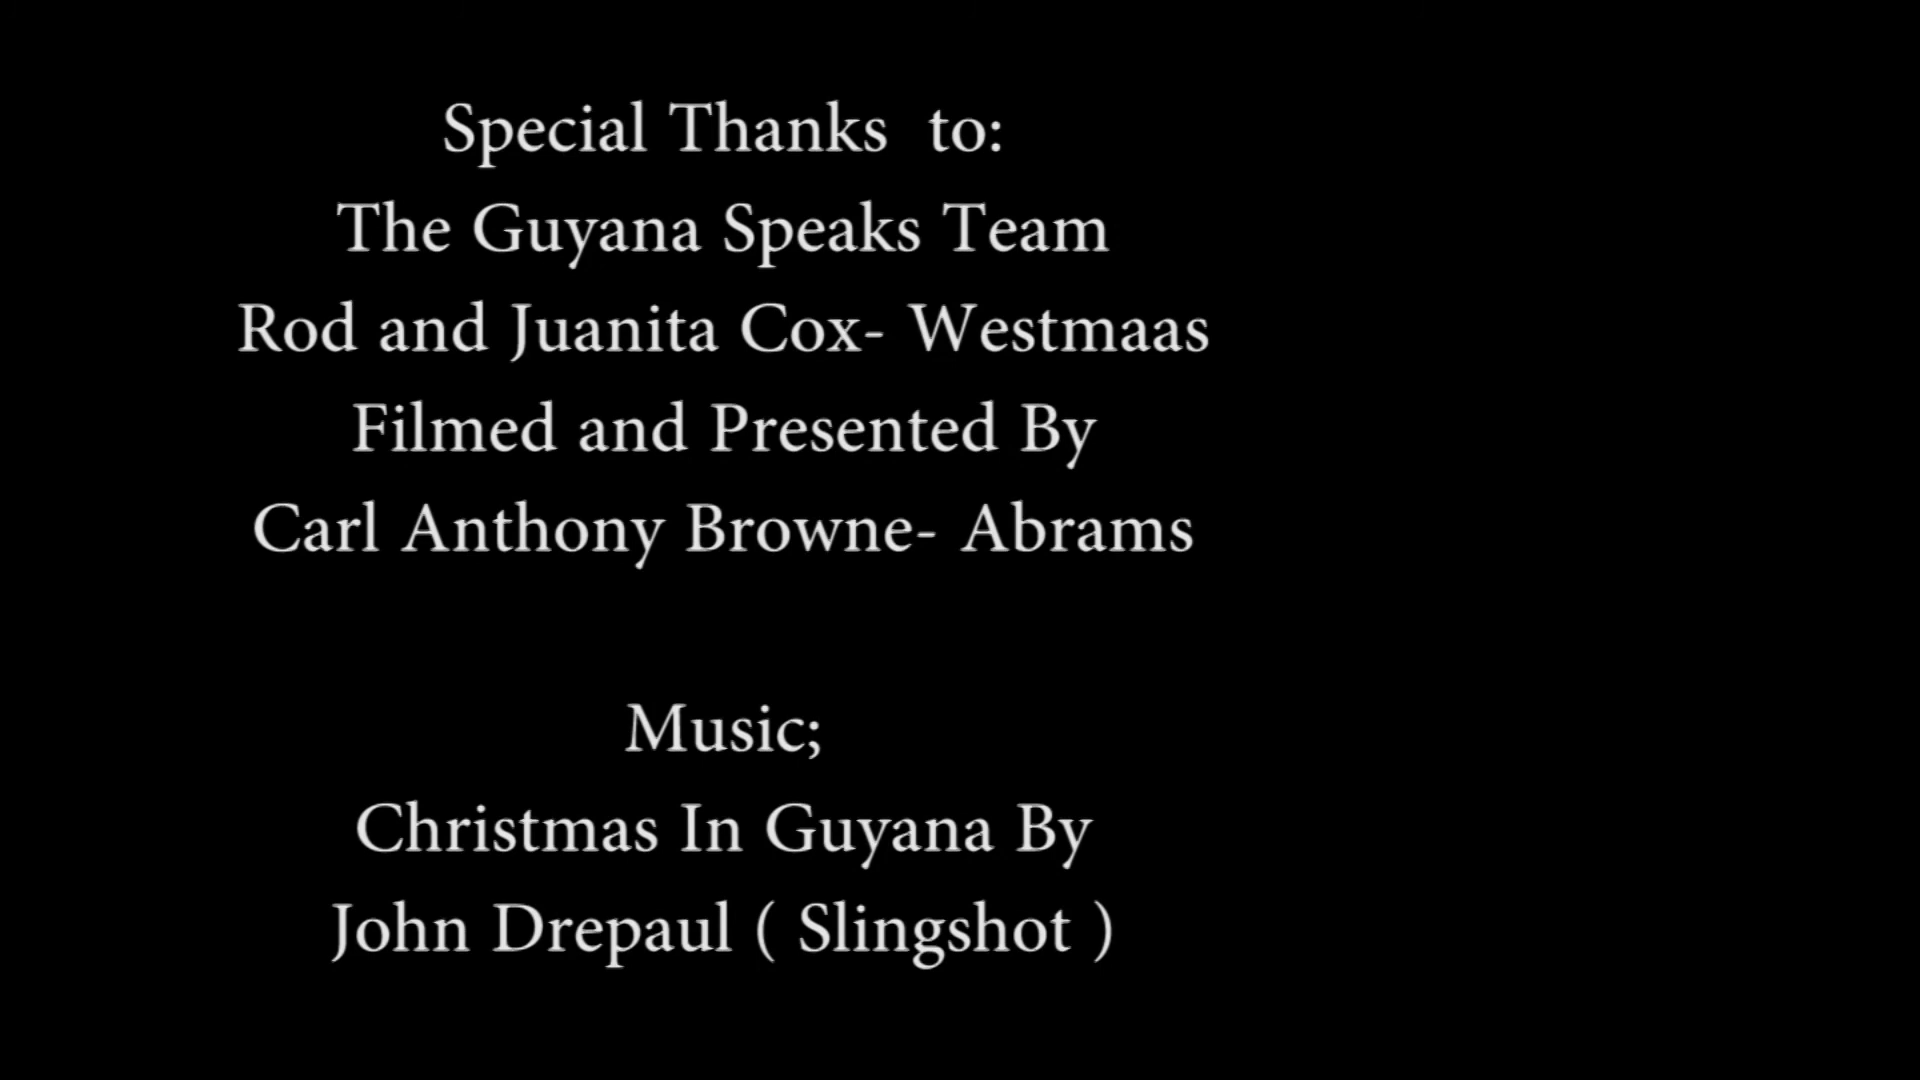 Special Thanks  to:
The Guyana Speaks Team
Rod and Juanita Cox- Westmaas
Filmed and Presented By
Carl Anthony Browne- Abrams
Music;
Christmas In Guyana By
John Drepaul ( Slingshot )